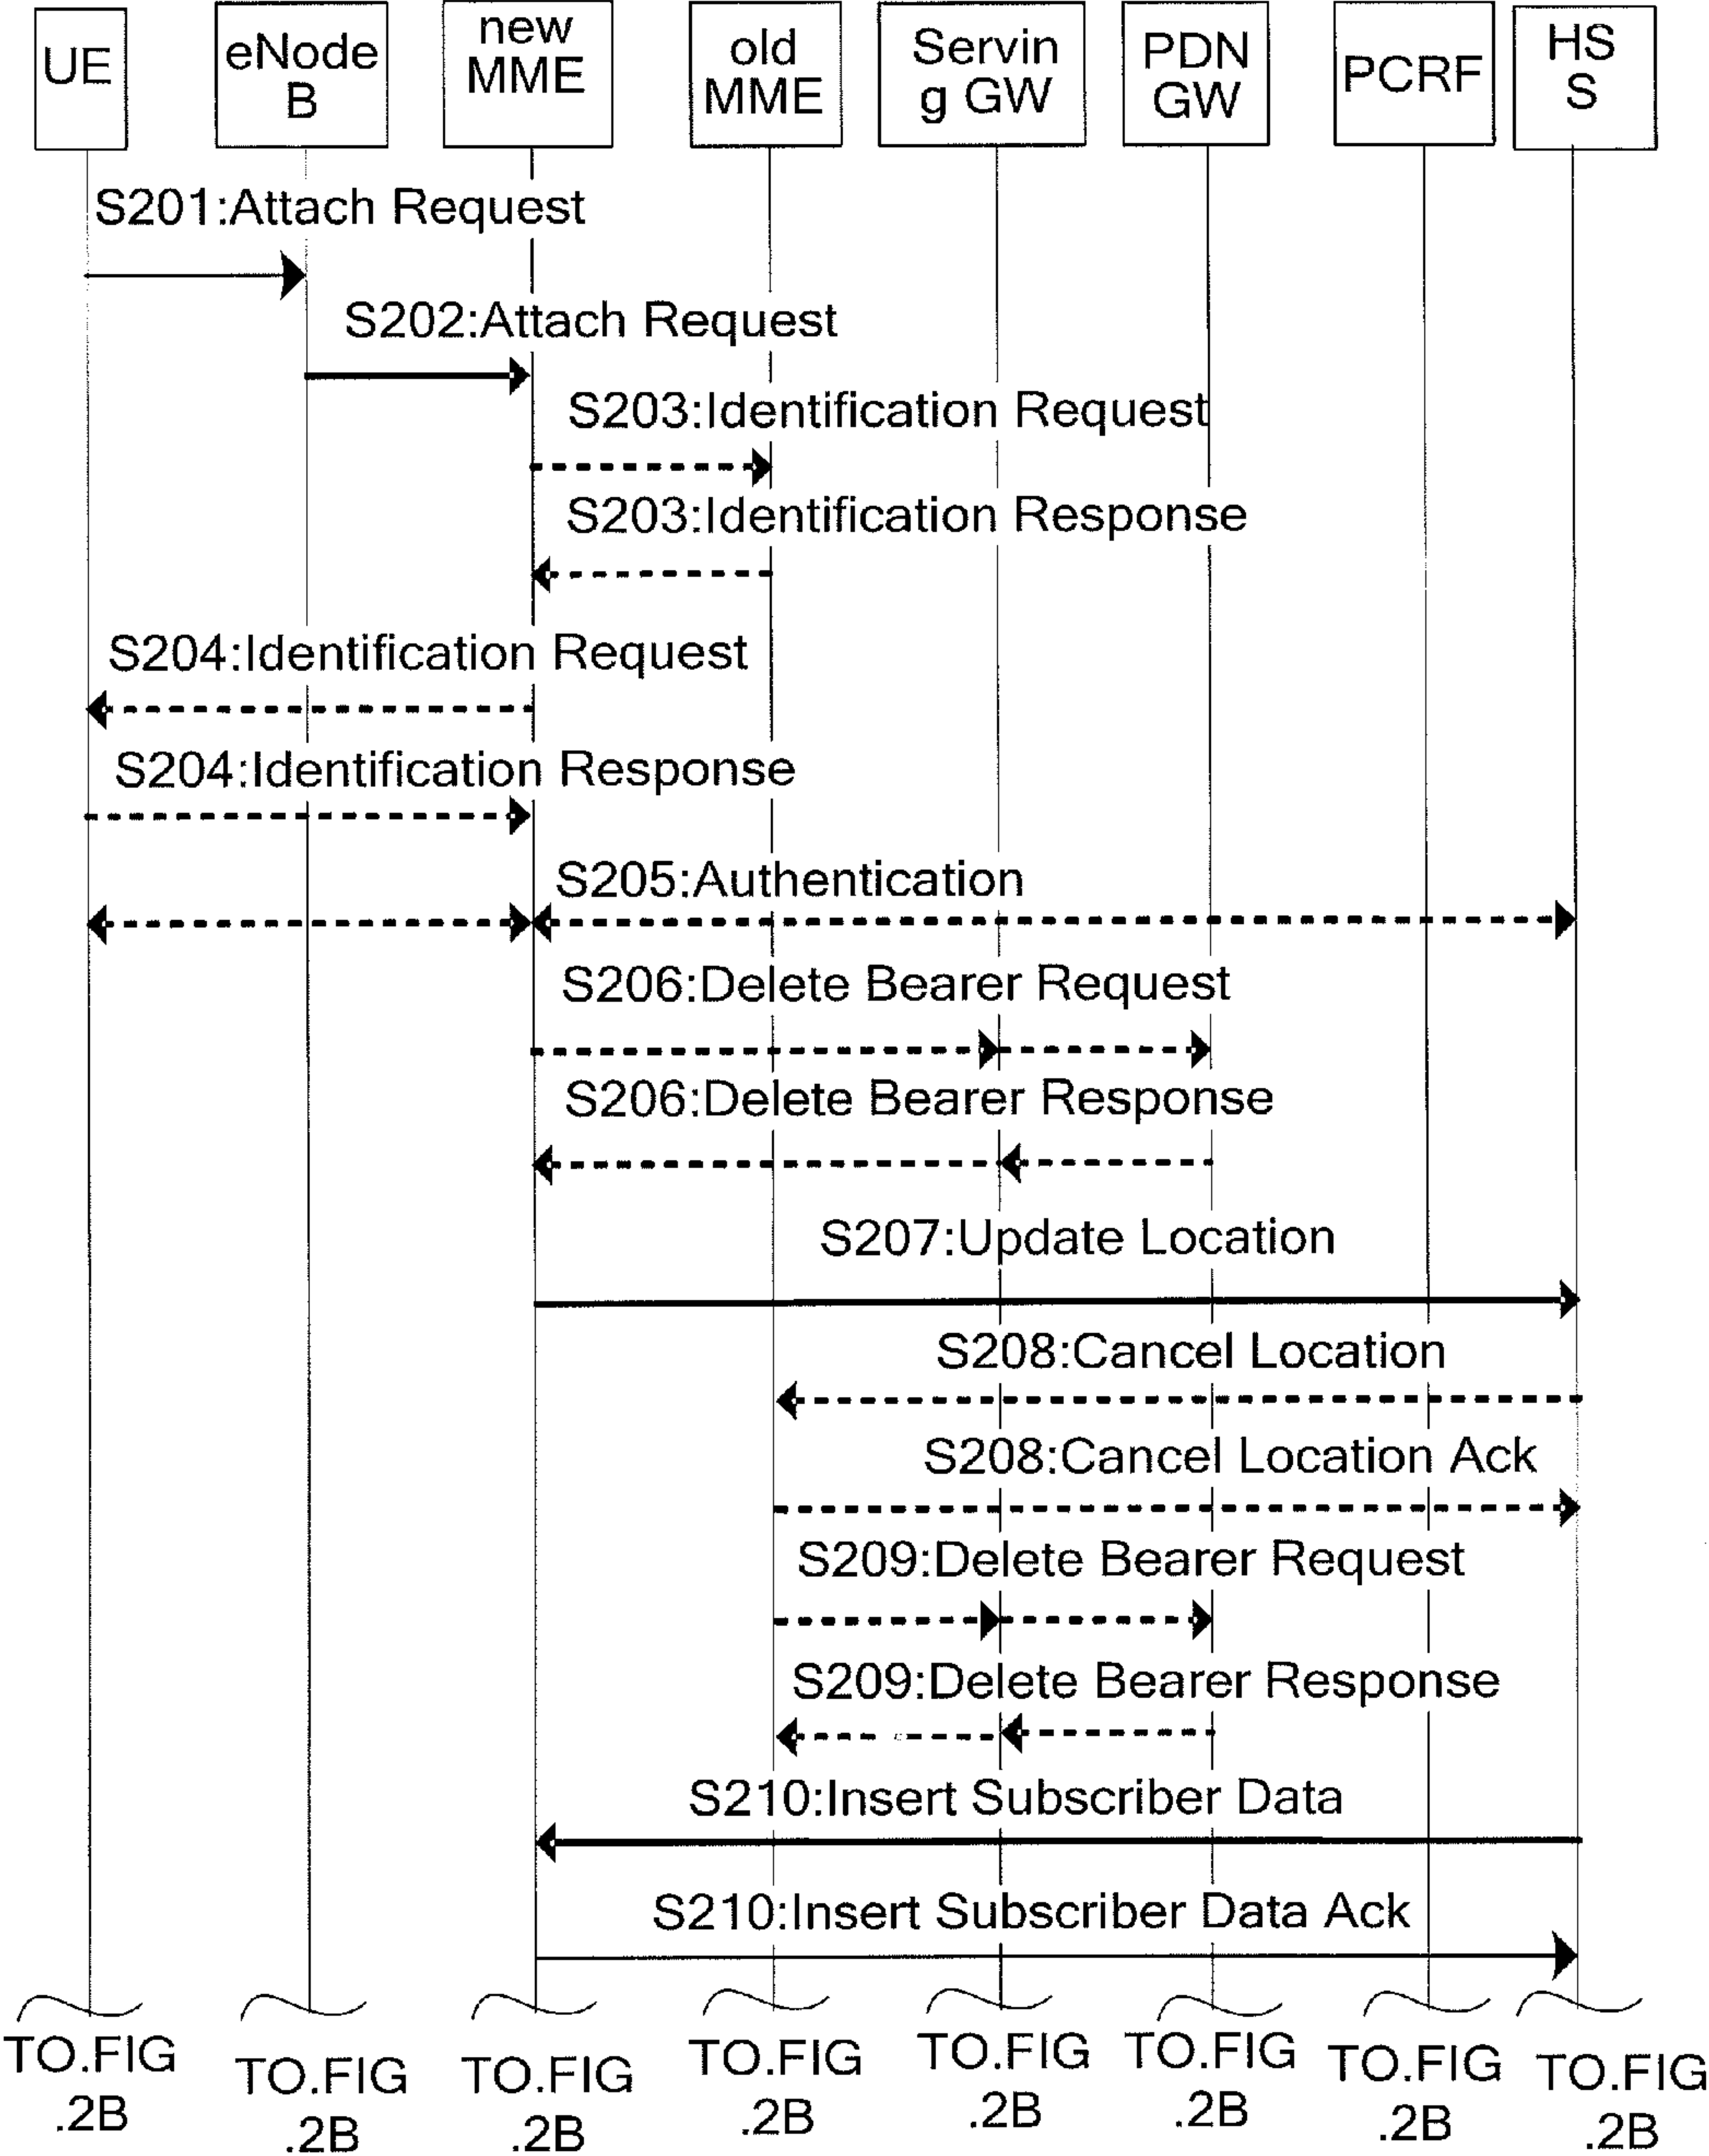 UE
eNode
B
new
MME
old
MME
Servin
g GW
PDN
GW
PCRF
HS
S
S201:Attach Request
S202:Attach Request
S203:Identification Request
S203:Identification Response
S204:Identification Request
S204:Identification Response
S205:Authentication
S206:Delete Bearer Request
S206:Delete Bearer Response
S207:Update Location
S208:Cancel Location
S208:Cancel Location Ack
S209:Delete Bearer Request
S209:Delete Bearer Response
S210:Insert Subscriber Data
S210:Insert Subscriber Data Ack
TO.FIG
.2B
TO.FIG
.2B
TO.FIG
.2B
TO.FIG
.2B
TO.FIG
.2B
TO.FIG
.2B
TO.FIG
.2B
TO.FIG
.2B